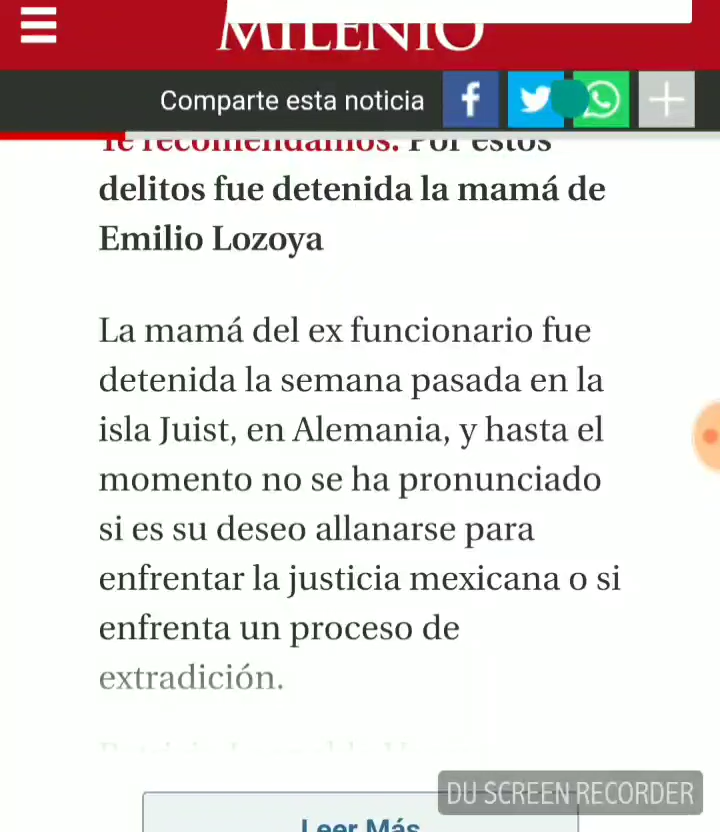 MILENIO
Comparte esta noticia
Te recomendamos: Por estos
delitos fue detenida la mamá de
Emilio Lozoya
La mamá del ex funcionario fue
detenida la semana pasada en la
isla Juist, en Alemania, y hasta el
momento no se ha pronunciado
si es su deseo allanarse para
enfrentar la justicia mexicana o si
enfrenta un proceso de
extradición.
Leer Más
DU SCREEN RECORDER